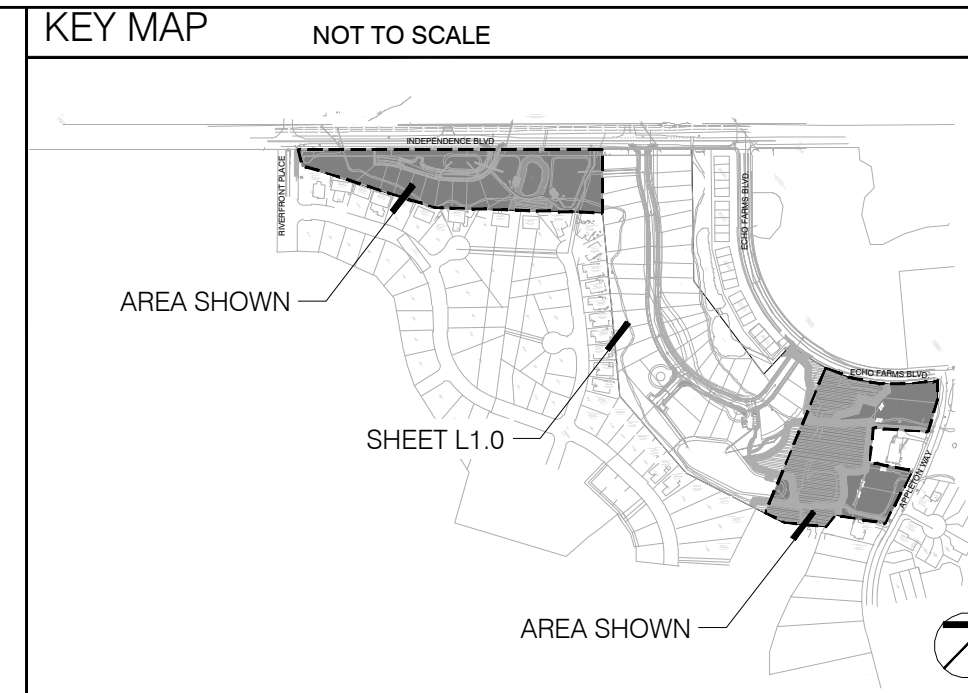 KEY MAP
NOT TO SCALE
INDEPENDENCE BLVD
RIVERFRONT PLACE
ECHO FARMS BLVD.
AREA SHOWN
ECHO FARMS BLVD
SHEET L1.0
APPLETON WAY
AREA SHOWN